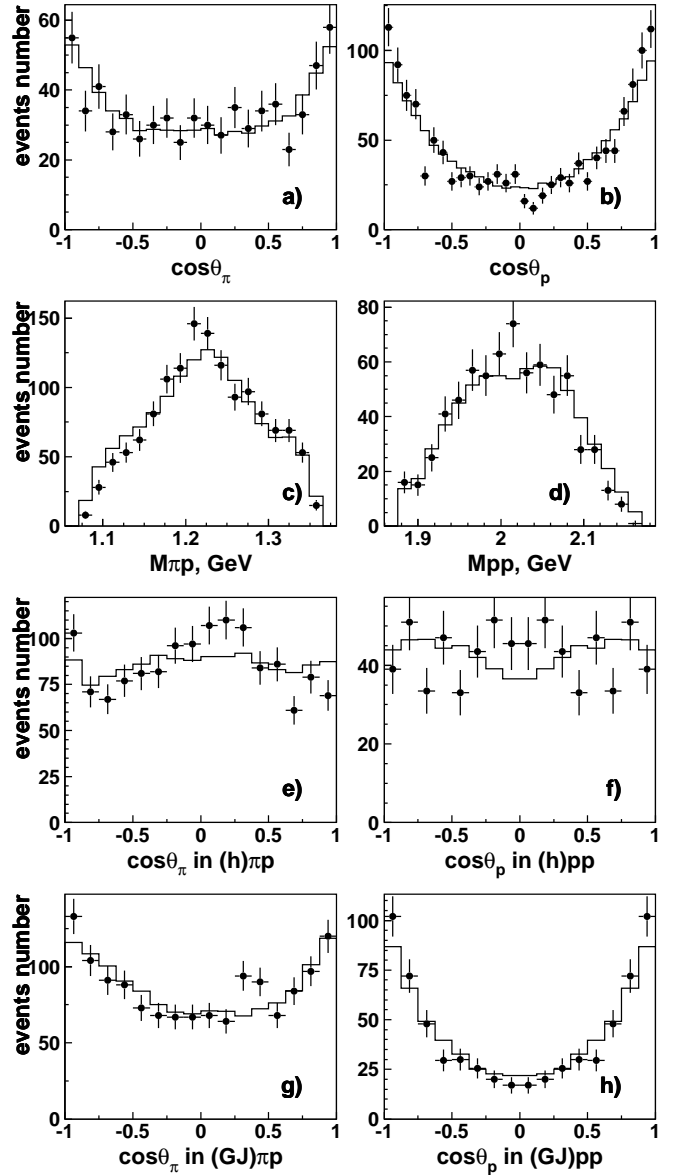 events number
60
40
20
0
a)
-1 -0.5 0 0.5 1
cosθπ
100
50
0
b)
-1 -0.5 0 0.5 1
cosθp
events number
150
100
50
0
c)
1.1 1.2 1.3
Mπp, GeV
80
60
40
20
0
d)
1.9 2 2.1
Mpp, GeV
events number
100
75
50
25
0
e)
-1 -0.5 0 0.5 1
cosθπ in (h)πp
40
20
0
f)
-1 -0.5 0 0.5 1
cosθp in (h)pp
events number
100
50
0
g)
-1 -0.5 0 0.5 1
cosθπ in (GJ)πp
100
75
50
25
0
h)
-1 -0.5 0 0.5 1
cosθp in (GJ)pp